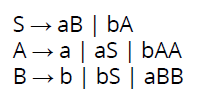 S → aB | bA
A → a | aS | bAA
B → b | bS | aBB